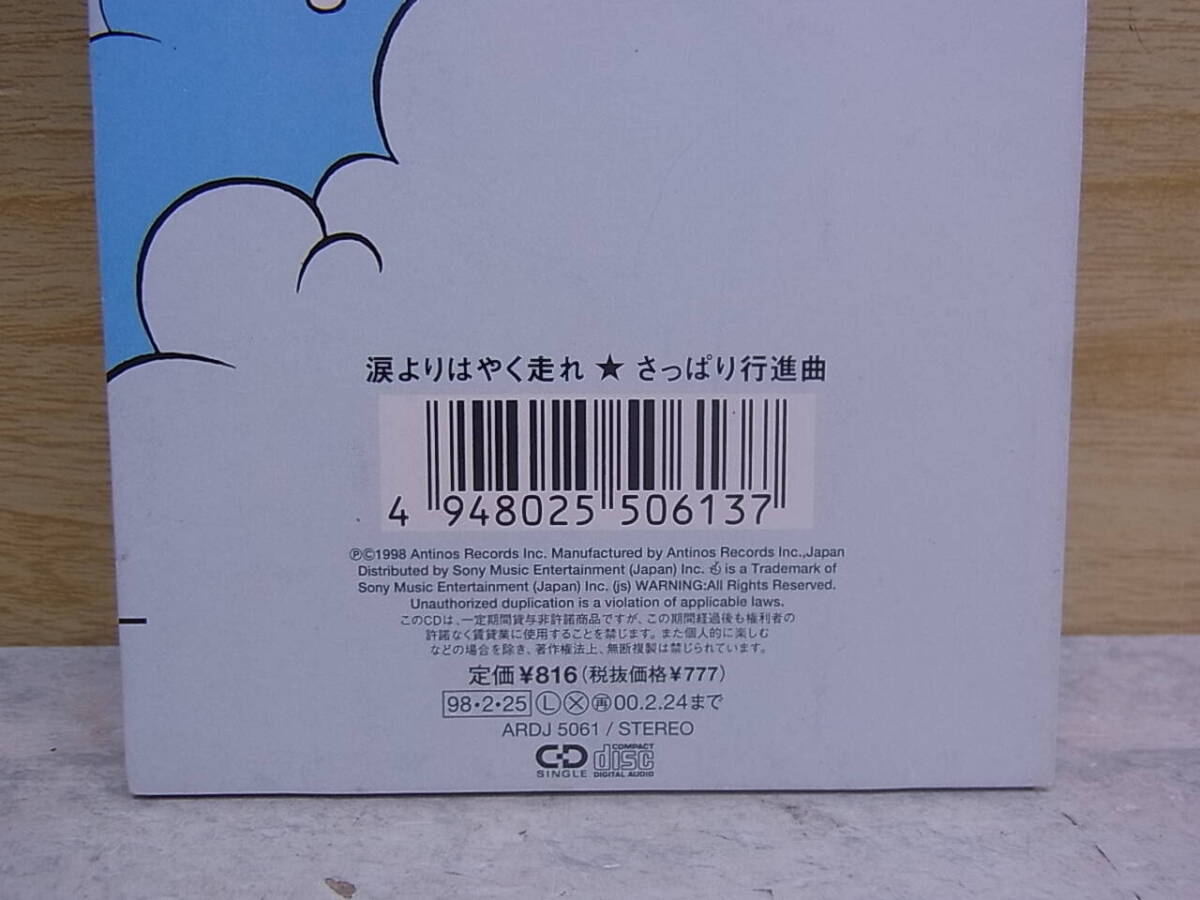 涙よりはやく走れ ★ さっぱり行進曲
4 948025 506137
Ⓟ©1998 Antinos Records Inc. Manufactured by Antinos Records Inc.,Japan
Distributed by Sony Music Entertainment (Japan) Inc. is a Trademark of
Sony Music Entertainment (Japan) Inc. (js) WARNING:All Rights Reserved.
Unauthorized duplication is a violation of applicable laws.
このCDは、一定期間貸与非許諾商品ですが、この期間経過後も権利者の
許諾なく賃貸業に使用することを禁じます。また個人的に楽しむ
などの場合を除き、著作権法上、無断複製は禁じられています。
定価¥816(税抜価格¥777)
98・2・25 Ⓛ Ⓧ 再 00.2.24まで
ARDJ 5061 / STEREO
CD SINGLE COMPACT disc DIGITAL AUDIO